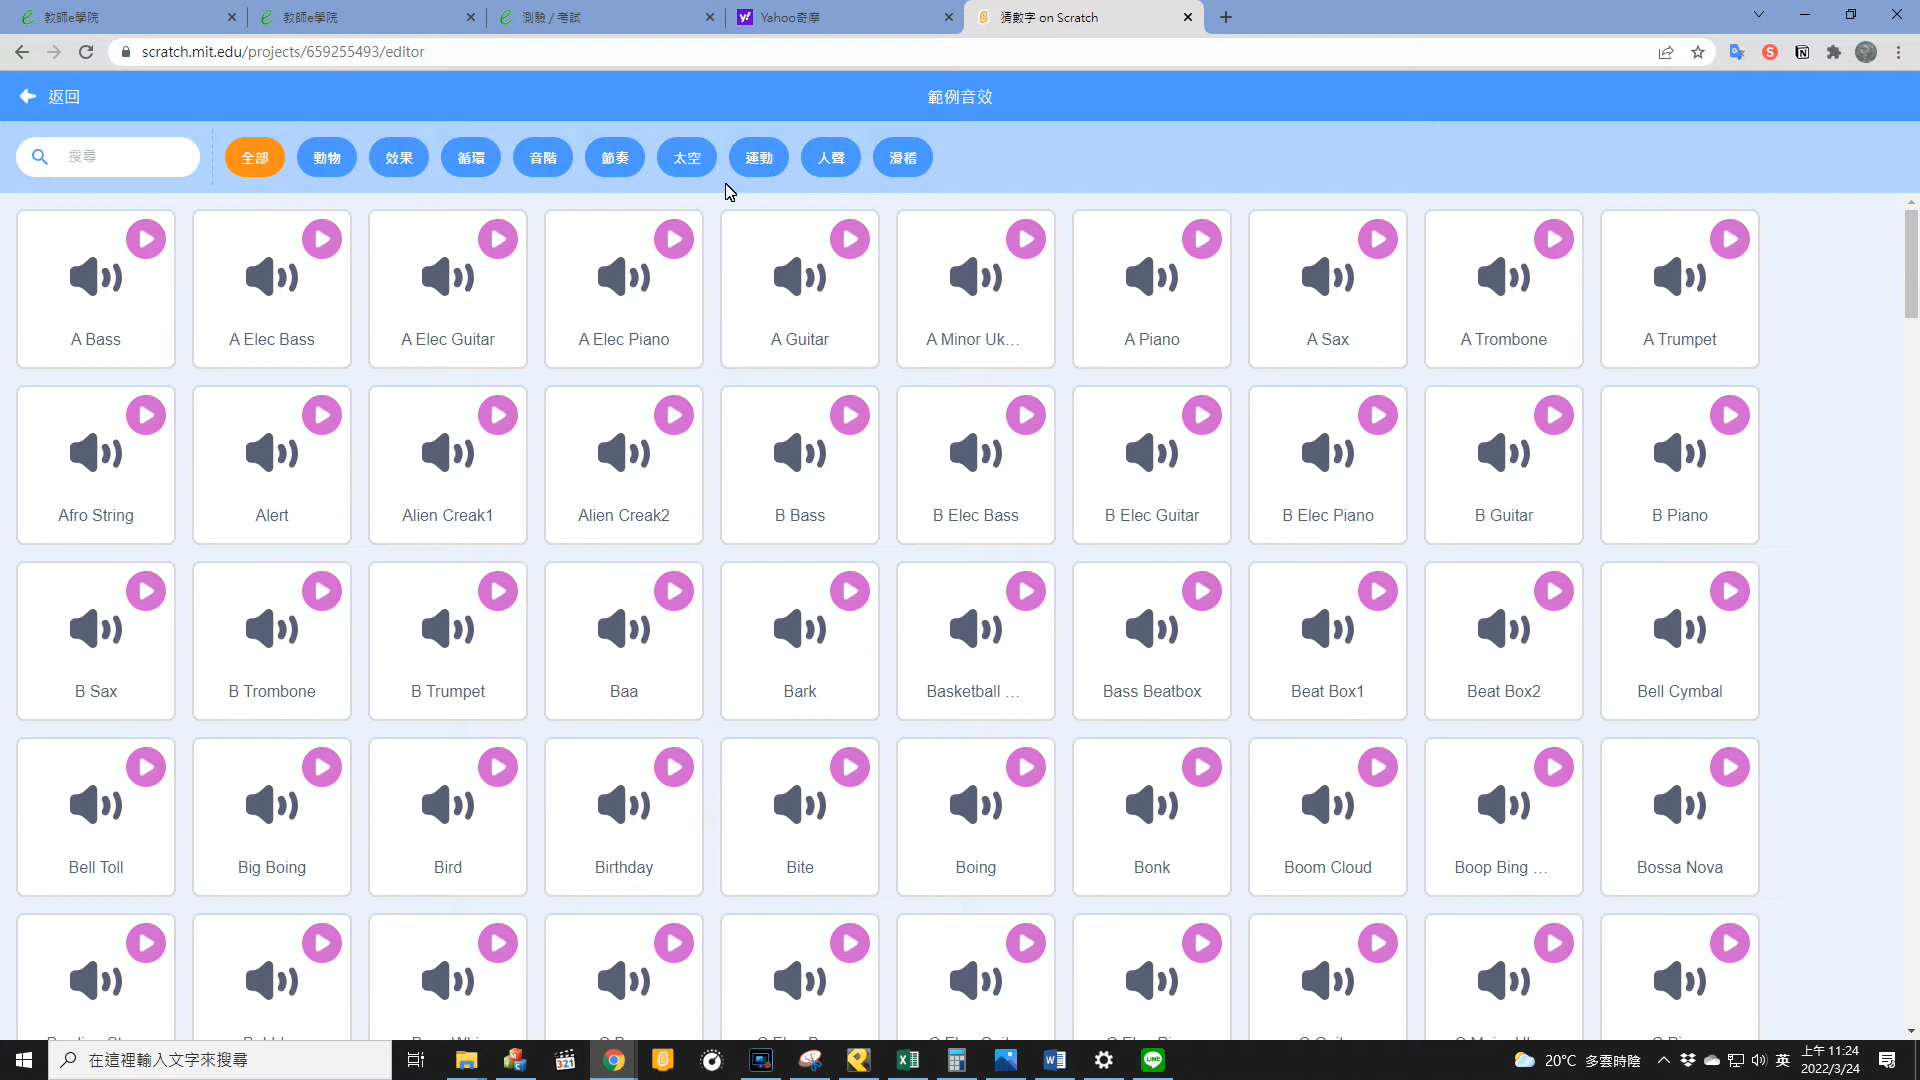 教師e學院
教師e學院
測驗 / 考試
Yahoo奇摩
猜數字 on Scratch
scratch.mit.edu/projects/659255493/editor
返回
範例音效
搜尋
全部
動物
效果
循環
音階
節奏
太空
運動
人聲
滑稽
A Bass
A Elec Bass
A Elec Guitar
A Elec Piano
A Guitar
A Minor Uk...
A Piano
A Sax
A Trombone
A Trumpet
Afro String
Alert
Alien Creak1
Alien Creak2
B Bass
B Elec Bass
B Elec Guitar
B Elec Piano
B Guitar
B Piano
B Sax
B Trombone
B Trumpet
Baa
Bark
Basketball ...
Bass Beatbox
Beat Box1
Beat Box2
Bell Cymbal
Bell Toll
Big Boing
Bird
Birthday
Bite
Boing
Bonk
Boom Cloud
Boop Bing ...
Bossa Nova
在這裡輸入文字來搜尋
321
20°C 多雲時陰
英
上午 11:24
2022/3/24